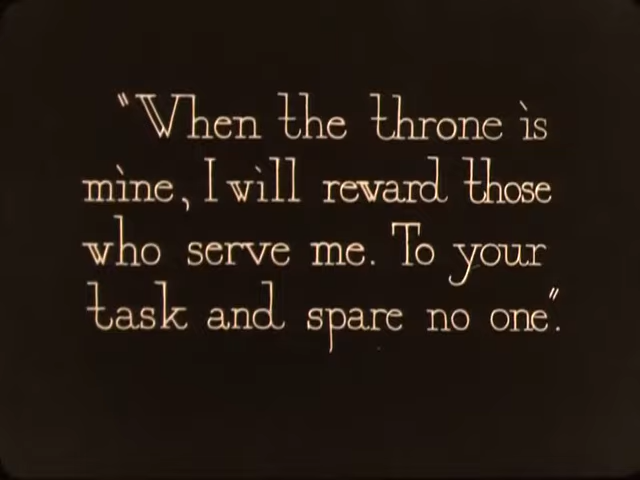 "When the throne is
mine, I will reward those
who serve me. To your
task and spare no one".